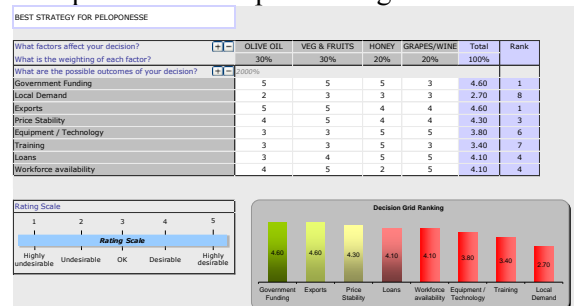 BEST STRATEGY FOR PELOPONESSE
What factors affect your decision? + - OLIVE OIL VEG & FRUITS HONEY GRAPES/WINE Total Rank
What is the weighting of each factor? 30% 30% 20% 20% 100%
What are the possible outcomes of your decision? + - 2000%
Government Funding 5 5 5 3 4.60 1
Local Demand 2 3 3 3 2.70 8
Exports 5 5 4 4 4.60 1
Price Stability 4 5 4 4 4.30 3
Equipment / Technology 3 3 5 5 3.80 6
Training 3 3 5 3 3.40 7
Loans 3 4 5 5 4.10 4
Workforce availability 4 5 2 5 4.10 4
Rating Scale
1 2 3 4 5
Rating Scale
Highly undesirable Undesirable OK Desirable Highly desirable
Decision Grid Ranking
4.60 4.60 4.30 4.10 4.10 3.80 3.40 2.70
Government Funding Exports Price Stability Loans Workforce availability Equipment / Technology Training Local Demand